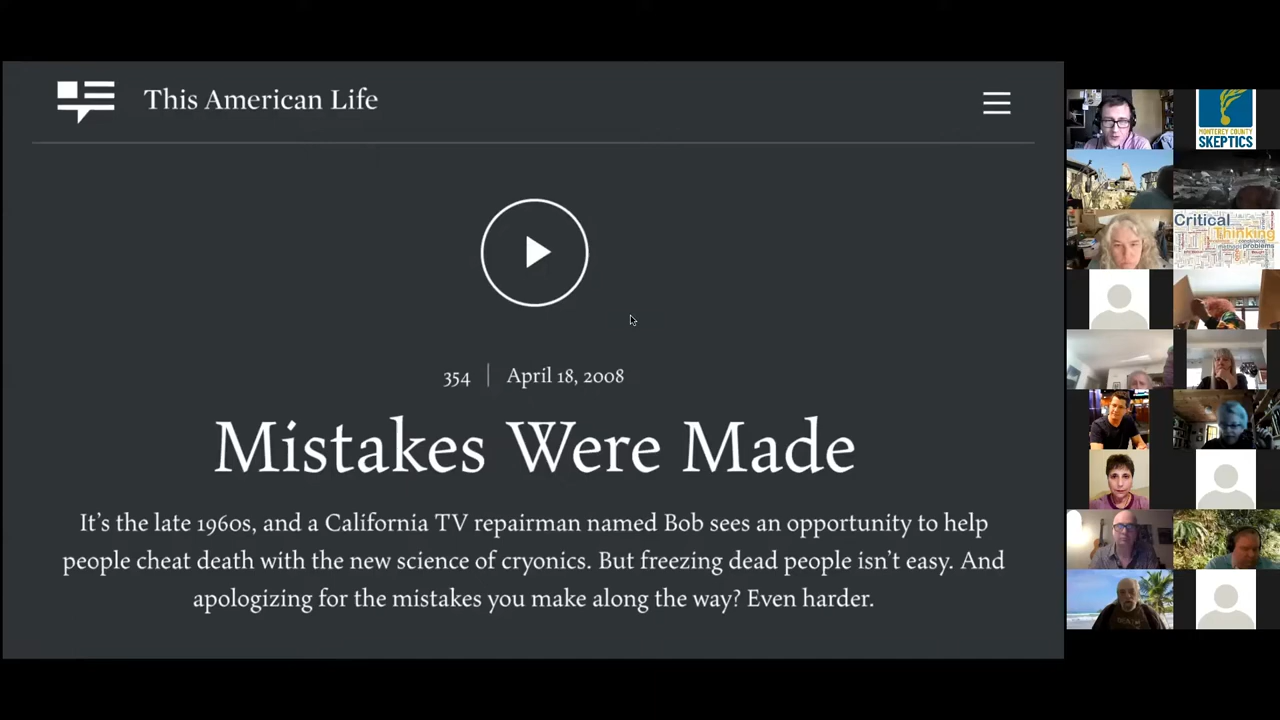 This American Life
354 | April 18, 2008
Mistakes Were Made
It's the late 1960s, and a California TV repairman named Bob sees an opportunity to help
people cheat death with the new science of cryonics. But freezing dead people isn't easy. And
apologizing for the mistakes you make along the way? Even harder.
MONTEREY COUNTY
SKEPTICS
Critical
Thinking
problems